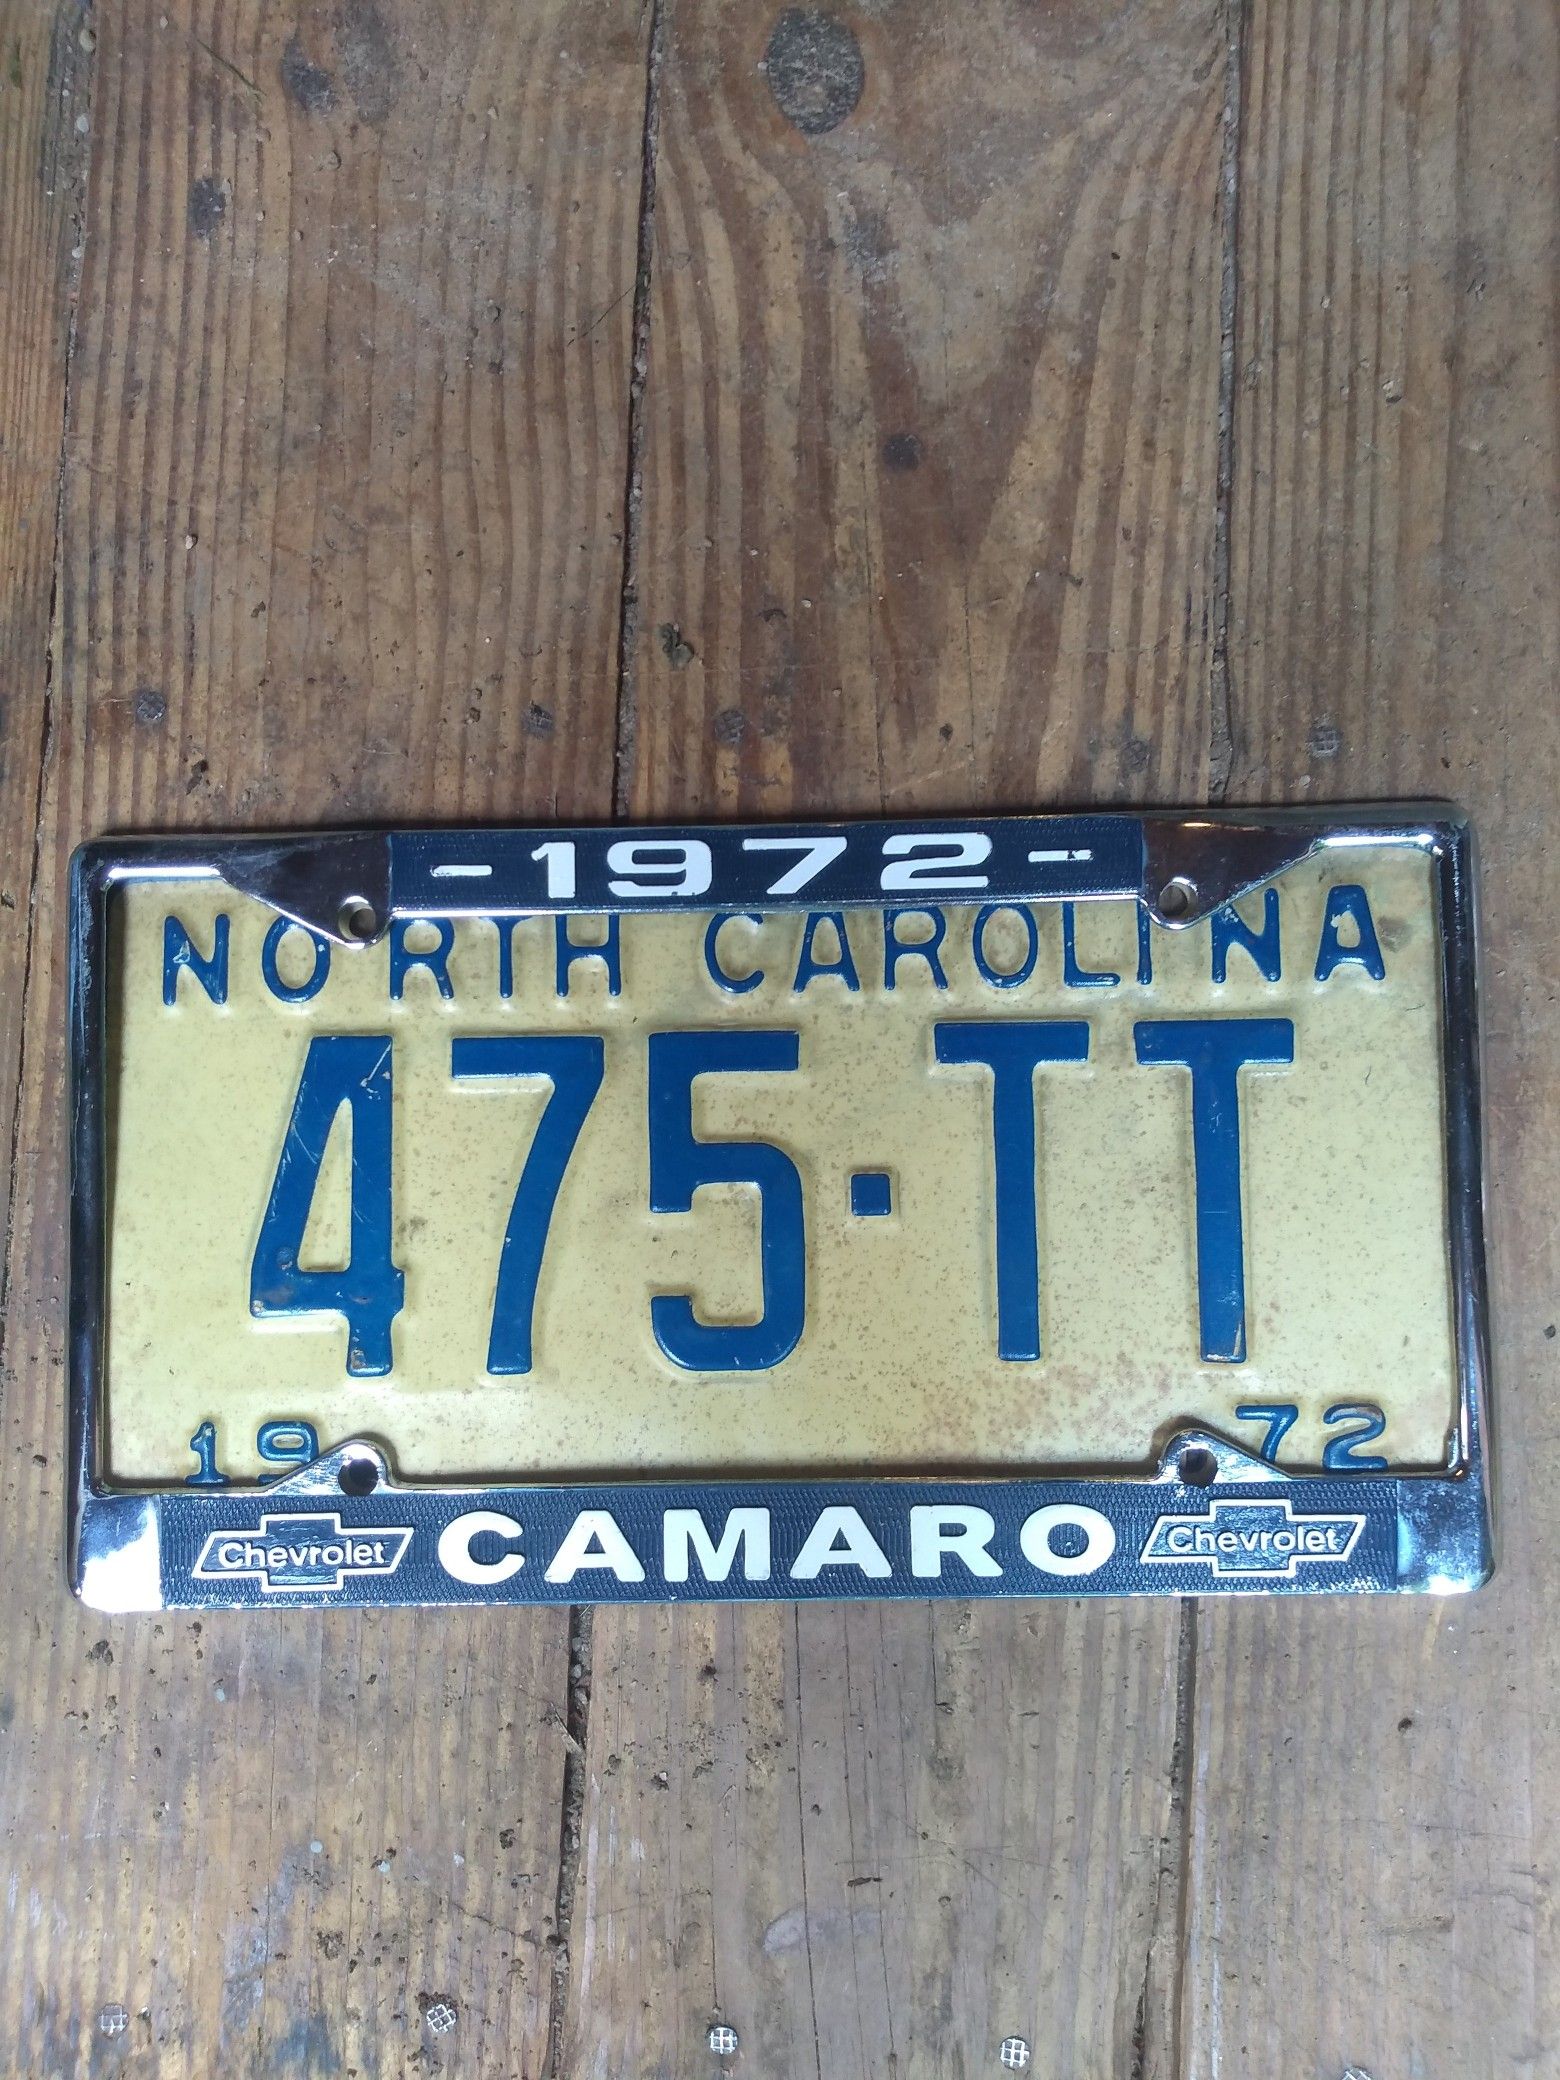 -1972-
NORTH CAROLINA
475·TT
19 72
Chevrolet CAMARO Chevrolet